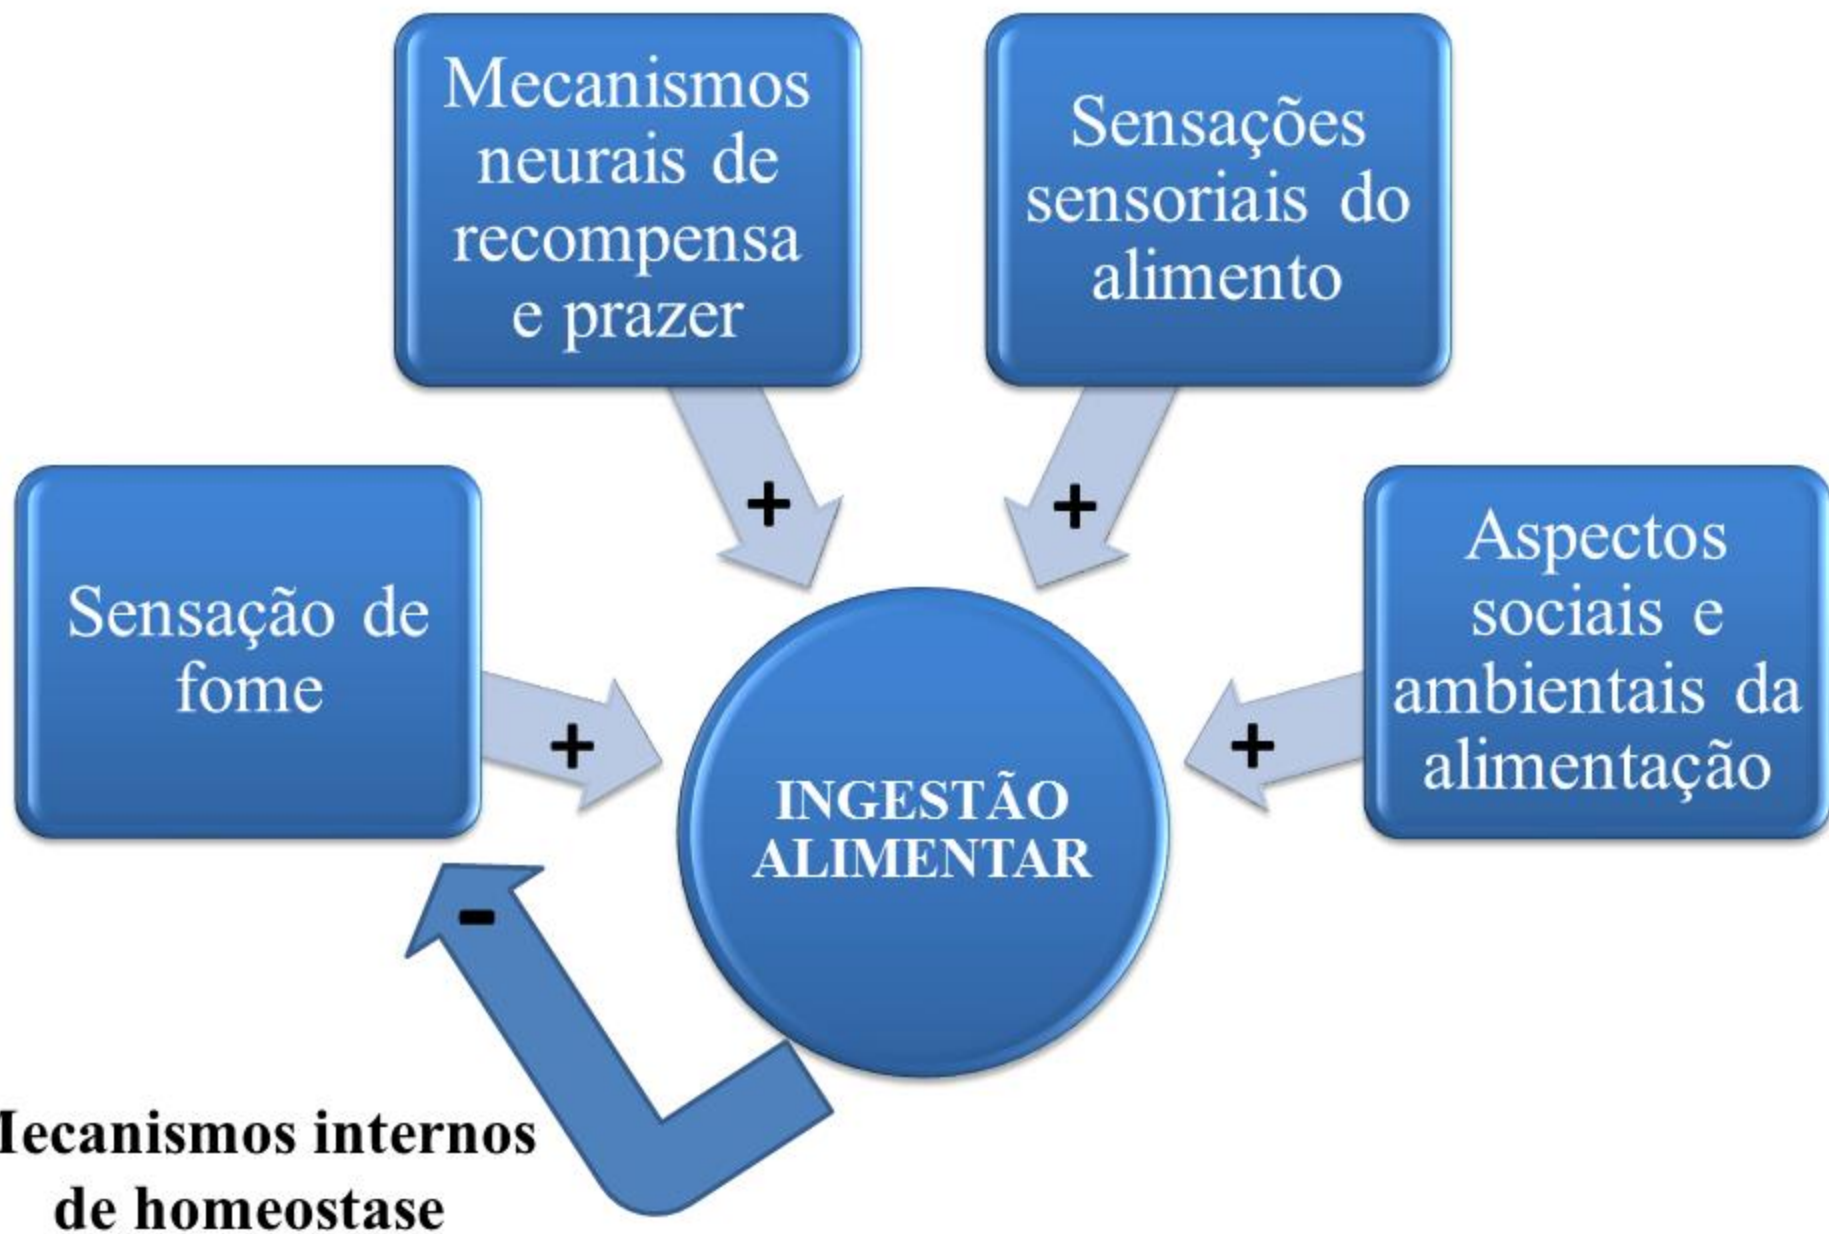 Mecanismos
neurais de
recompensa
e prazer
Sensações
sensoriais do
alimento
Sensação de
fome
Aspectos
sociais e
ambientais da
alimentação
+
+
+
+
INGESTÃO
ALIMENTAR
-
Mecanismos internos
de homeostase